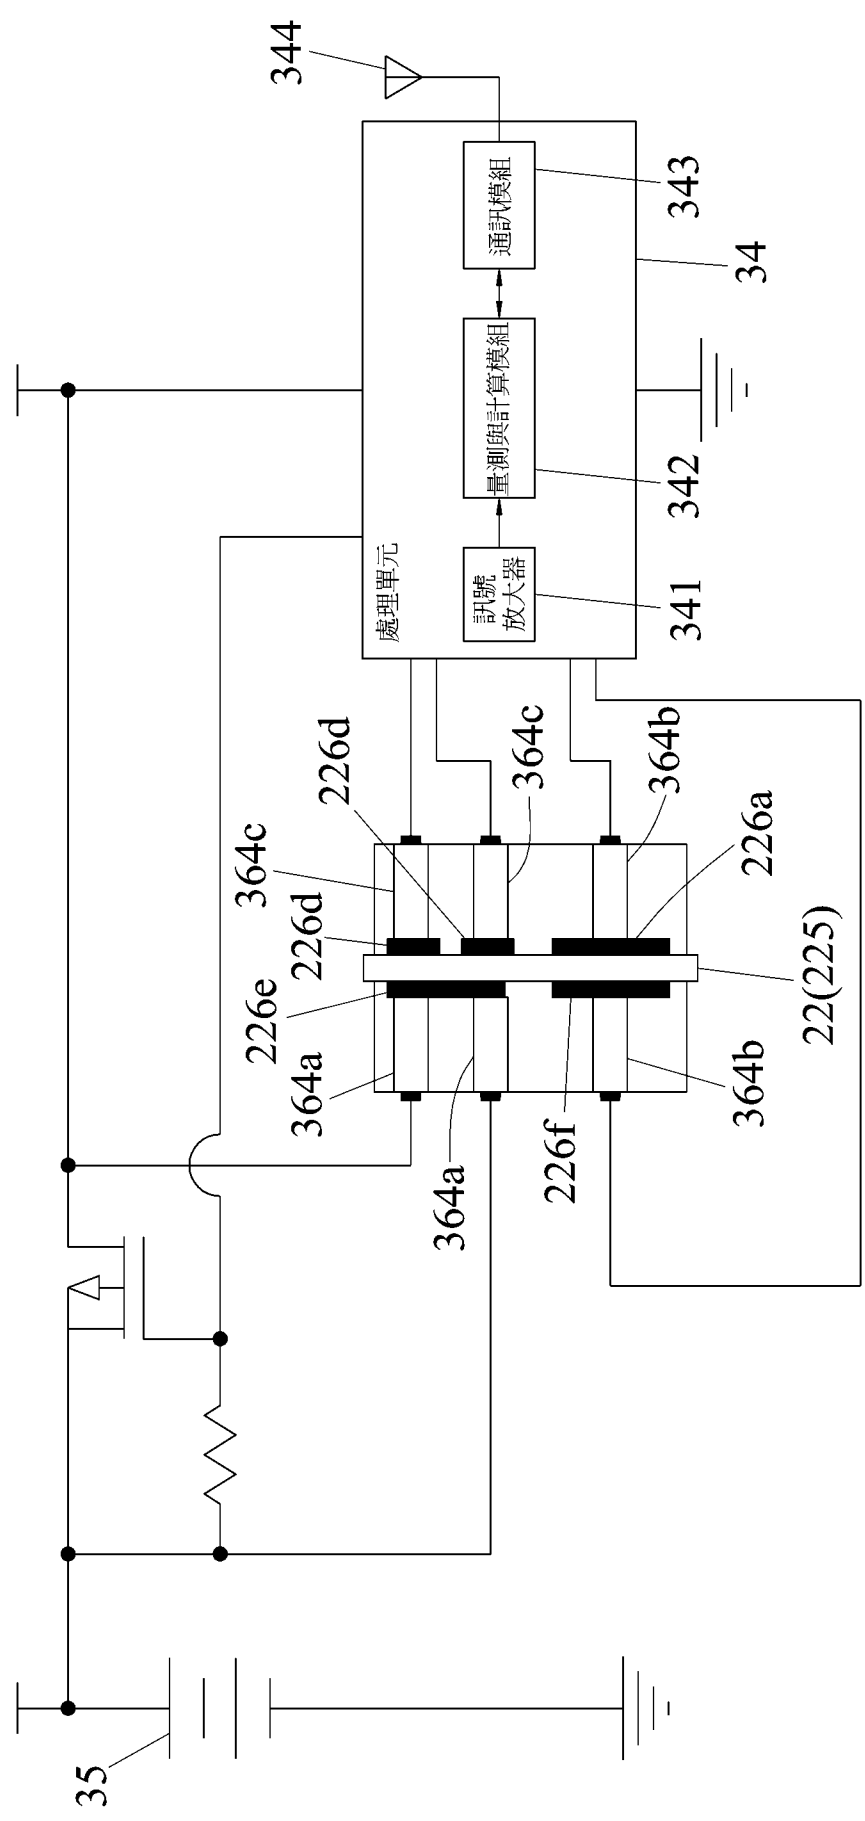 35
364a
226e
226d
364c
226d
364c
364a
226f
364b
364b
226a
22(225)
處理單元
訊號
放大器
341
量測與計算模組
342
通訊模組
343
34
344